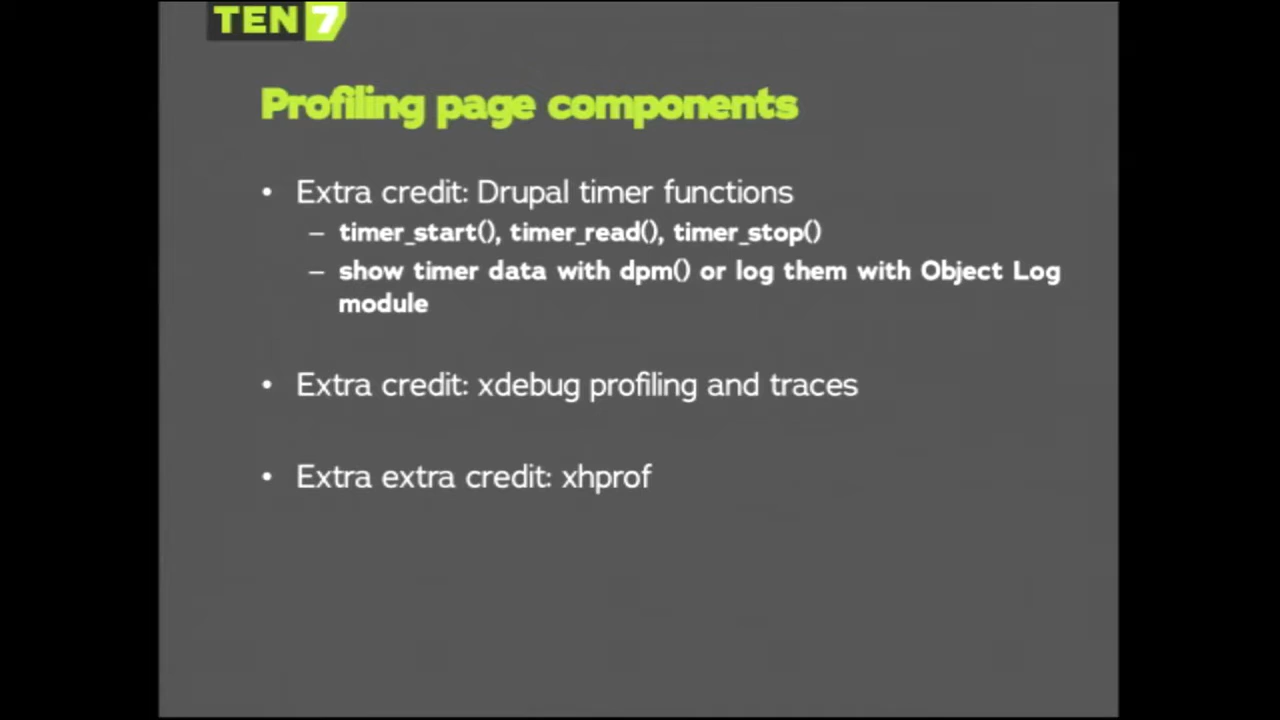 TEN7
Profiling page components
• Extra credit: Drupal timer functions
– timer_start(), timer_read(), timer_stop()
– show timer data with dpm() or log them with Object Log
module
• Extra credit: xdebug profiling and traces
• Extra extra credit: xhprof